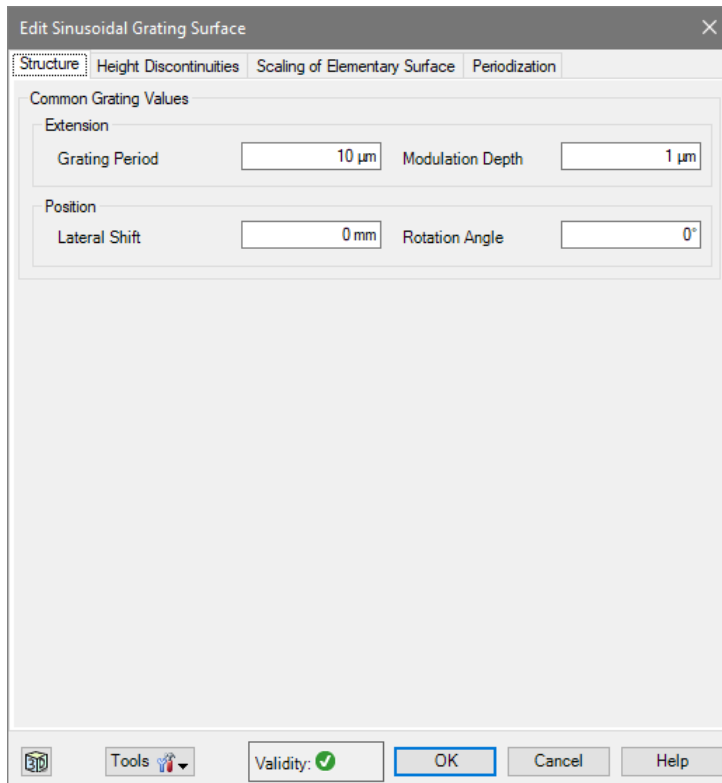 Edit Sinusoidal Grating Surface
Structure Height Discontinuities Scaling of Elementary Surface Periodization
Common Grating Values
Extension
Grating Period 10 µm Modulation Depth 1 µm
Position
Lateral Shift 0 mm Rotation Angle 0°
3D Tools Validity: OK Cancel Help